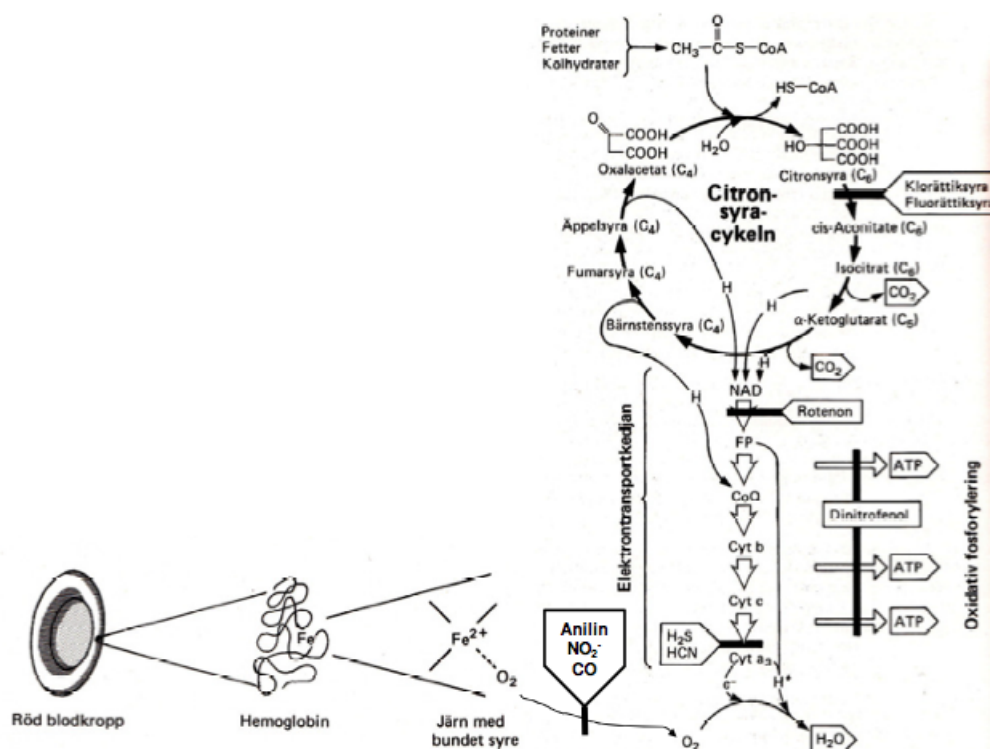 Proteiner
Fetter
Kolhydrater
O
CH₃—C—S—CoA
HS—CoA
O
COOH
COOH
H₂O
HO
COOH
COOH
COOH
Oxalacetat (C₄)
Citronsyra (C₆)
Citron-
syra-
cykeln
Klorättiksyra
Fluorättiksyr
Äppelsyra (C₄)
cis-Aconitate (C₆)
Fumarsyra (C₄)
Isocitrat (C₆)
H
H
CO₂
Bärnstenssyra (C₄)
α-Ketoglutarat (C₅)
H
CO₂
H
NAD
Rotenon
Elektrontransportkedjan
FP
ATP
CoQ
Dinitrofenol
Oxidativ fosforylering
Cyt b
ATP
Cyt c
ATP
H₂S
HCN
Cyt a₃
e⁻
H⁺
O₂
H₂O
Fe
Fe²⁺
O₂
Anilin
NO₂⁻
CO
Röd blodkropp
Hemoglobin
Järn med
bundet syre